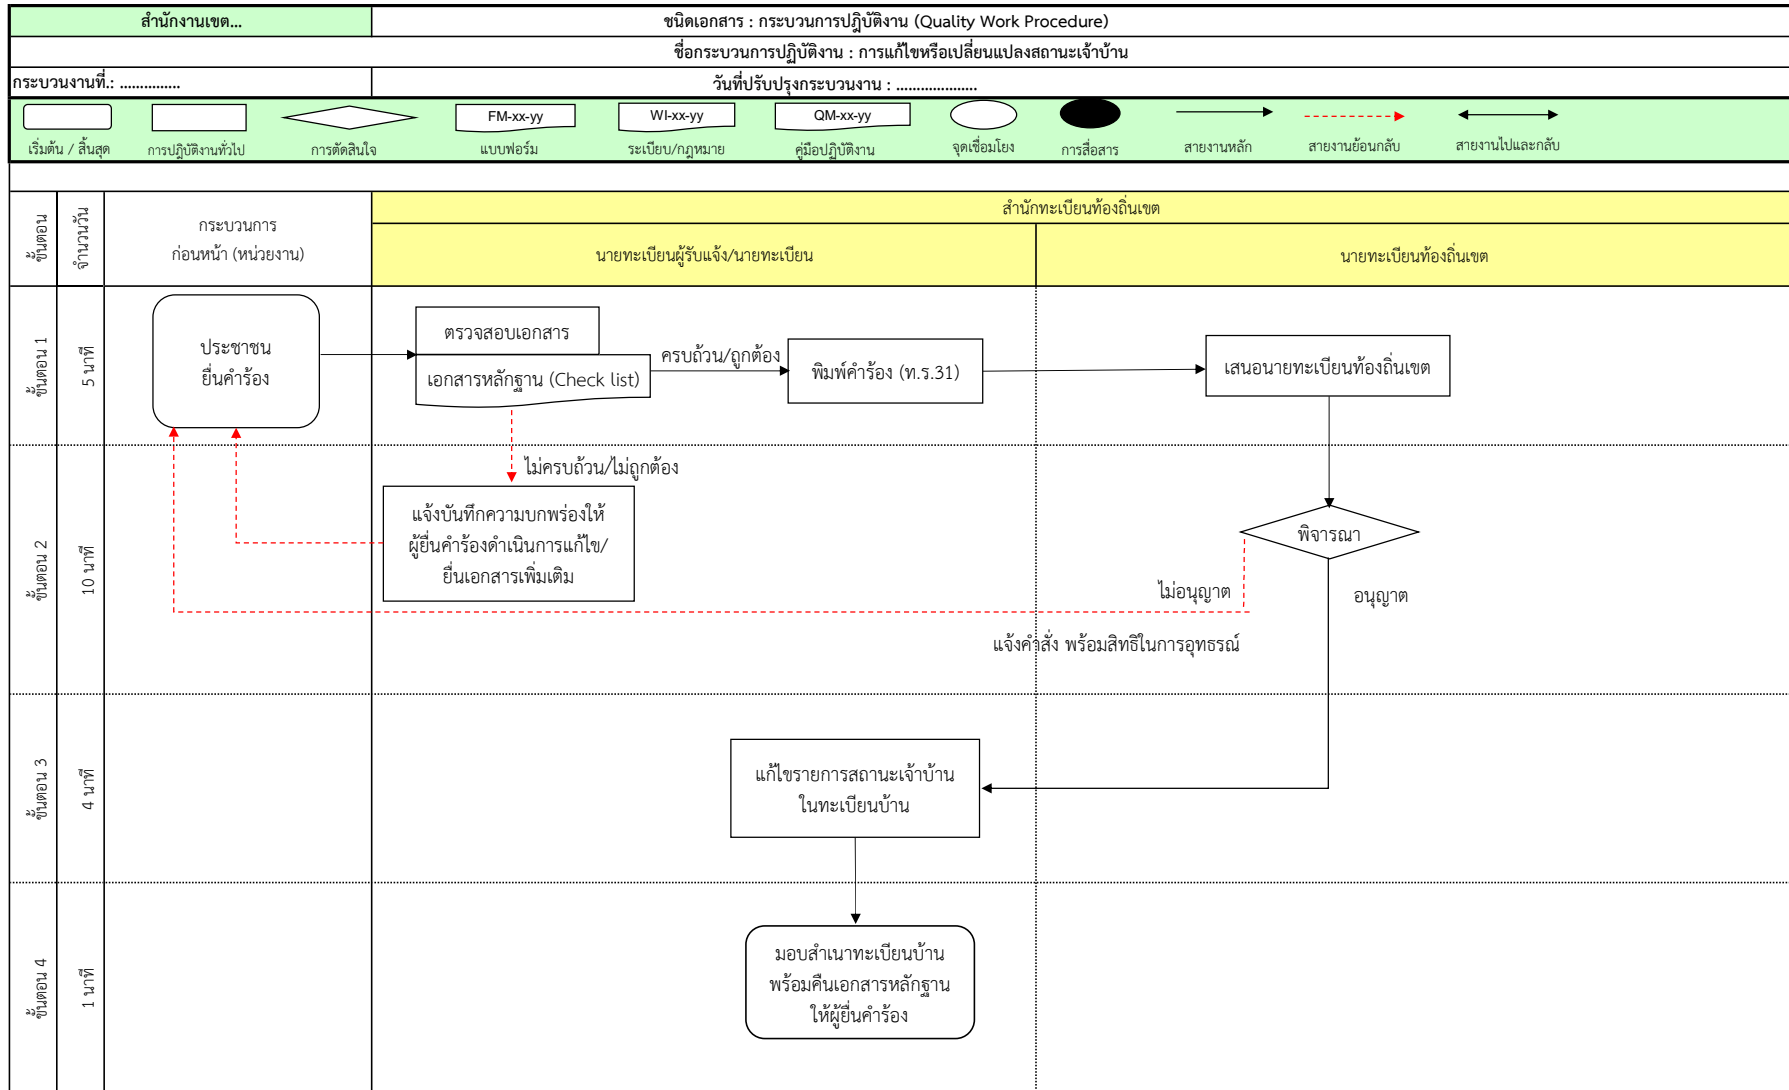 สำนักงานเขต...
ชนิดเอกสาร : กระบวนการปฎิบัติงาน (Quality Work Procedure)
ชื่อกระบวนการปฏิบัติงาน : การแก้ไขหรือเปลี่ยนแปลงสถานะเจ้าบ้าน
กระบวนงานที่.: ...............
วันที่ปรับปรุงกระบวนงาน : ....................
FM-xx-yy
WI-xx-yy
QM-xx-yy
เริ่มต้น / สิ้นสุด
การปฎิบัติงานทั่วไป
การตัดสินใจ
แบบฟอร์ม
ระเบียบ/กฎหมาย
คู่มือปฏิบัติงาน
จุดเชื่อมโยง
การสื่อสาร
สายงานหลัก
สายงานย้อนกลับ
สายงานไปและกลับ
ขั้นตอน
จำนวนวัน
กระบวนการ
ก่อนหน้า (หน่วยงาน)
สำนักทะเบียนท้องถิ่นเขต
นายทะเบียนผู้รับแจ้ง/นายทะเบียน
นายทะเบียนท้องถิ่นเขต
ขั้นตอน 1
5 นาที
ประชาชน
ยื่นคำร้อง
ตรวจสอบเอกสาร
เอกสารหลักฐาน (Check list)
ครบถ้วน/ถูกต้อง
พิมพ์คำร้อง (ท.ร.31)
เสนอนายทะเบียนท้องถิ่นเขต
ขั้นตอน 2
10 นาที
ไม่ครบถ้วน/ไม่ถูกต้อง
แจ้งบันทึกความบกพร่องให้
ผู้ยื่นคำร้องดำเนินการแก้ไข/
ยื่นเอกสารเพิ่มเติม
พิจารณา
ไม่อนุญาต
อนุญาต
แจ้งคำสั่ง พร้อมสิทธิในการอุทธรณ์
ขั้นตอน 3
4 นาที
แก้ไขรายการสถานะเจ้าบ้าน
ในทะเบียนบ้าน
ขั้นตอน 4
1 นาที
มอบสำเนาทะเบียนบ้าน
พร้อมคืนเอกสารหลักฐาน
ให้ผู้ยื่นคำร้อง